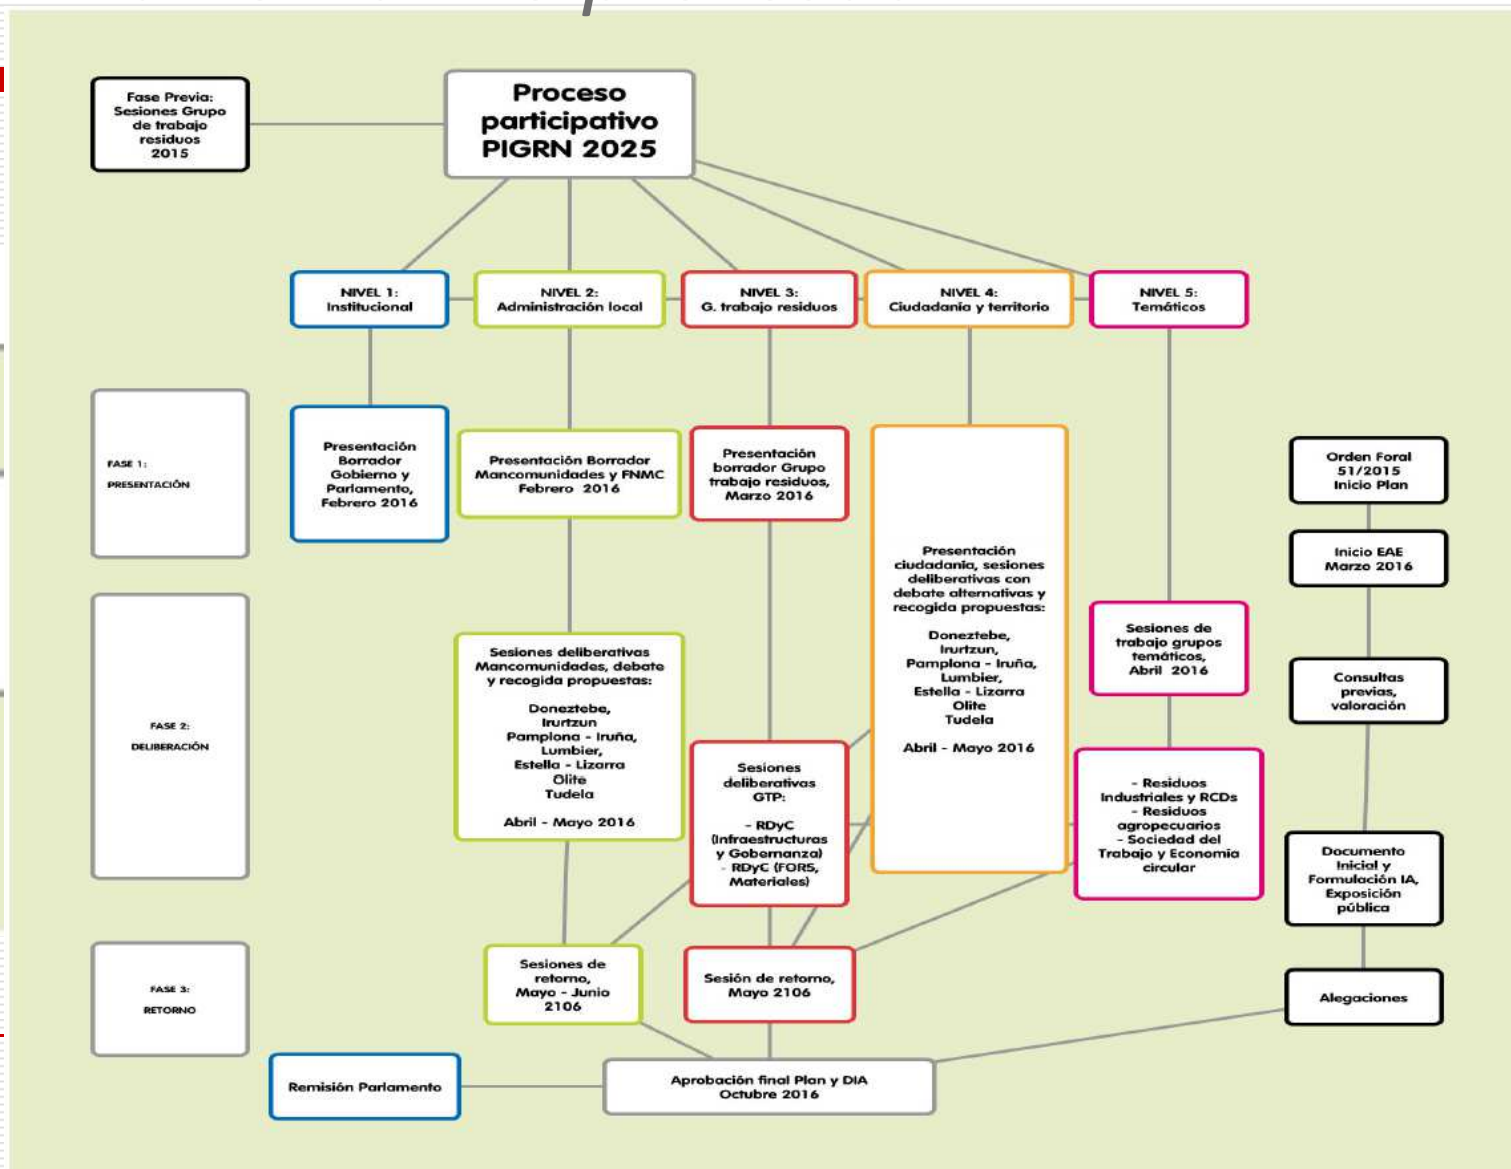 Fase Previa:
Sesiones Grupo
de trabajo
residuos
2015
Proceso
participativo
PIGRN 2025
NIVEL 1:
Institucional
NIVEL 2:
Administración local
NIVEL 3:
G. trabajo residuos
NIVEL 4:
Ciudadanía y territorio
NIVEL 5:
Temáticos
FASE 1:
PRESENTACIÓN
Presentación
Borrador
Gobierno y
Parlamento,
Febrero 2016
Presentación Borrador
Mancomunidades y FNMC
Febrero 2016
Presentación
borrador Grupo
trabajo residuos,
Marzo 2016
Presentación
ciudadanía, sesiones
deliberativas con
debate alternativas y
recogida propuestas:
Doneztebe,
Irurtzun,
Pamplona - Iruña,
Lumbier,
Estella - Lizarra
Olite
Tudela
Abril - Mayo 2016
Orden Foral
51/2015
Inicio Plan
Inicio EAE
Marzo 2016
FASE 2:
DELIBERACIÓN
Sesiones deliberativas
Mancomunidades, debate
y recogida propuestas:
Doneztebe,
Irurtzun
Pamplona - Iruña,
Lumbier,
Estella - Lizarra
Olite
Tudela
Abril - Mayo 2016
Sesiones
deliberativas
GTP:
- RDyC
(Infraestructuras
y Gobernanza)
- RDyC (FORS,
Materiales)
Sesiones de
trabajo grupos
temáticos,
Abril 2016
- Residuos
Industriales y RCDs
- Residuos
agropecuarios
- Sociedad del
Trabajo y Economía
circular
Consultas
previas,
valoración
Documento
Inicial y
Formulación IA,
Exposición
pública
FASE 3:
RETORNO
Sesiones de
retorno,
Mayo - Junio
2106
Sesión de retorno,
Mayo 2106
Alegaciones
Remisión Parlamento
Aprobación final Plan y DIA
Octubre 2016